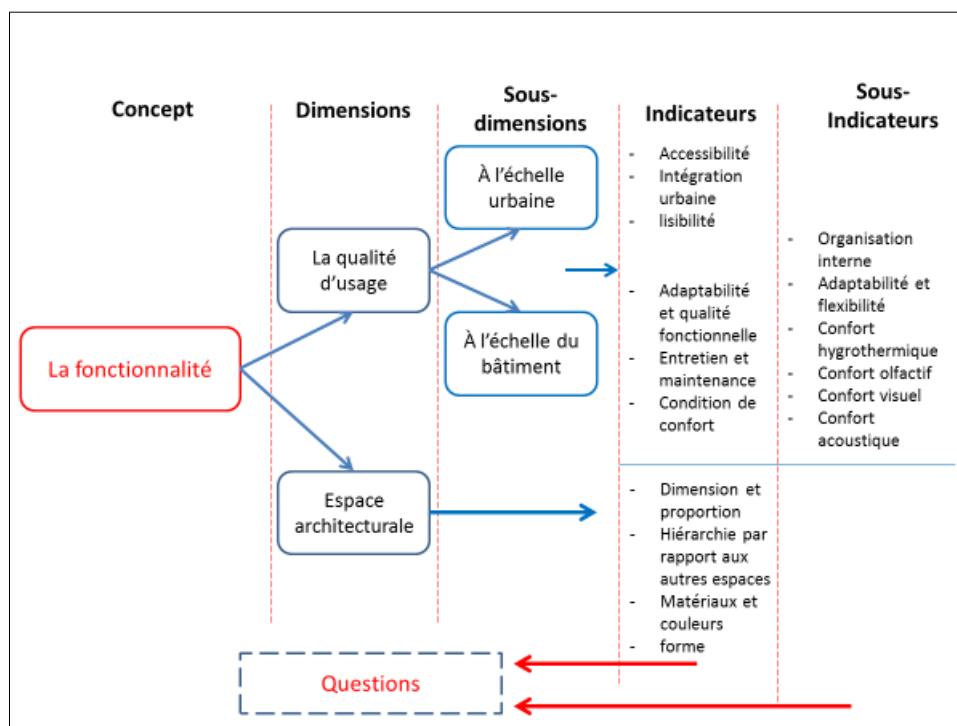 Concept
Dimensions
Sous-
dimensions
Indicateurs
Sous-
Indicateurs
La fonctionnalité
La qualité
d'usage
Espace
architecturale
À l'échelle
urbaine
À l'échelle du
bâtiment
- Accessibilité
- Intégration
urbaine
- lisibilité
- Adaptabilité
et qualité
fonctionnelle
- Entretien et
maintenance
- Condition de
confort
- Dimension et
proportion
- Hiérarchie par
rapport aux
autres espaces
- Matériaux et
couleurs
- forme
- Organisation
interne
- Adaptabilité et
flexibilité
- Confort
hygrothermique
- Confort olfactif
- Confort visuel
- Confort
acoustique
Questions